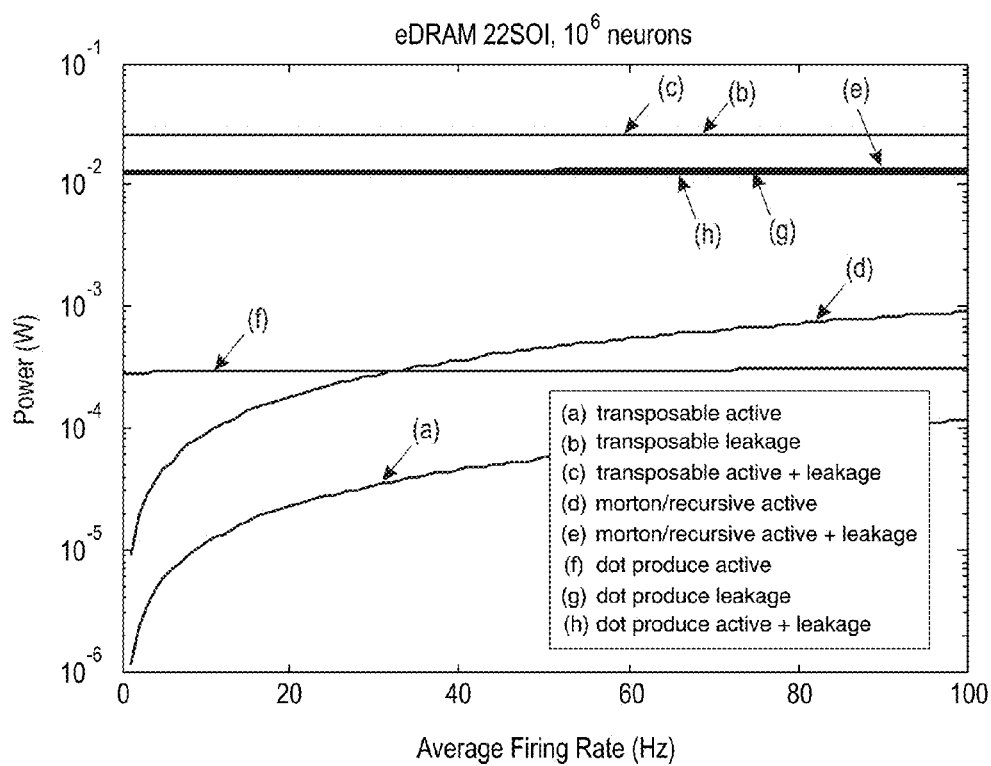 eDRAM 22SOI, 10^6 neurons
10^-1
(c) (b) (e)
10^-2
(h) (g)
(d)
10^-3
(f)
Power (W)
10^-4
(a)
(a) transposable active
(b) transposable leakage
(c) transposable active + leakage
(d) morton/recursive active
(e) morton/recursive active + leakage
(f) dot produce active
(g) dot produce leakage
(h) dot produce active + leakage
10^-5
10^-6
0 20 40 60 80 100
Average Firing Rate (Hz)